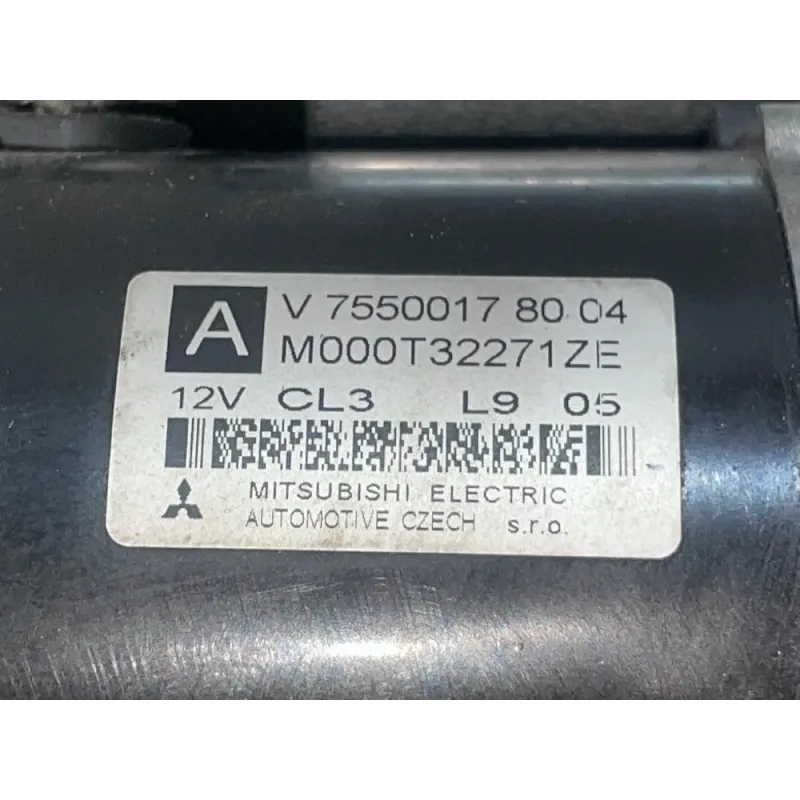 A
V 7550017 80 04
M000T32271ZE
12V CL3 L9 05
MITSUBISHI ELECTRIC
AUTOMOTIVE CZECH s.r.o.